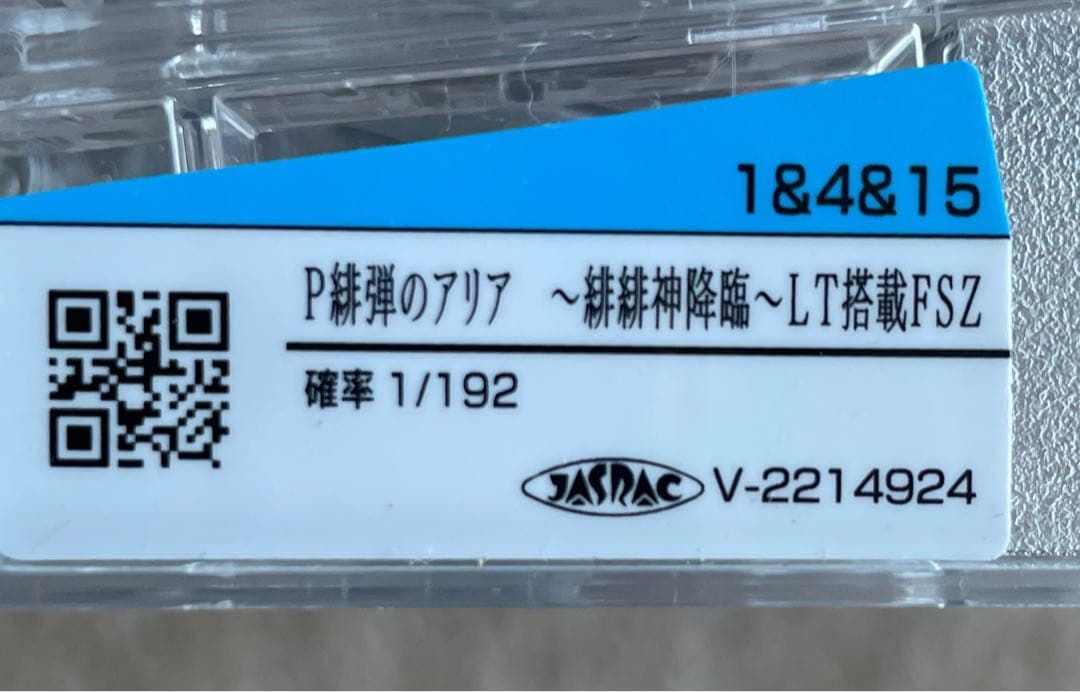 1&4&15
P緋弾のアリア ～緋緋神降臨～LT搭載FSZ
確率 1/192
JASRAC V-2214924